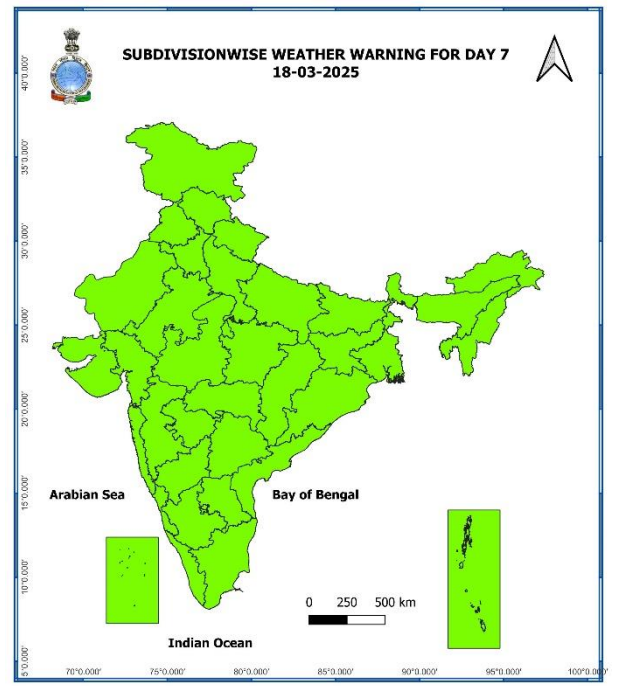 SUBDIVISIONWISE WEATHER WARNING FOR DAY 7
18-03-2025
40°0.000'
35°0.000'
30°0.000'
25°0.000'
20°0.000'
15°0.000'
10°0.000'
5°0.000'
Arabian Sea
Bay of Bengal
0 250 500 km
Indian Ocean
70°0.000' 75°0.000' 80°0.000' 85°0.000' 90°0.000' 95°0.000' 100°0.000'